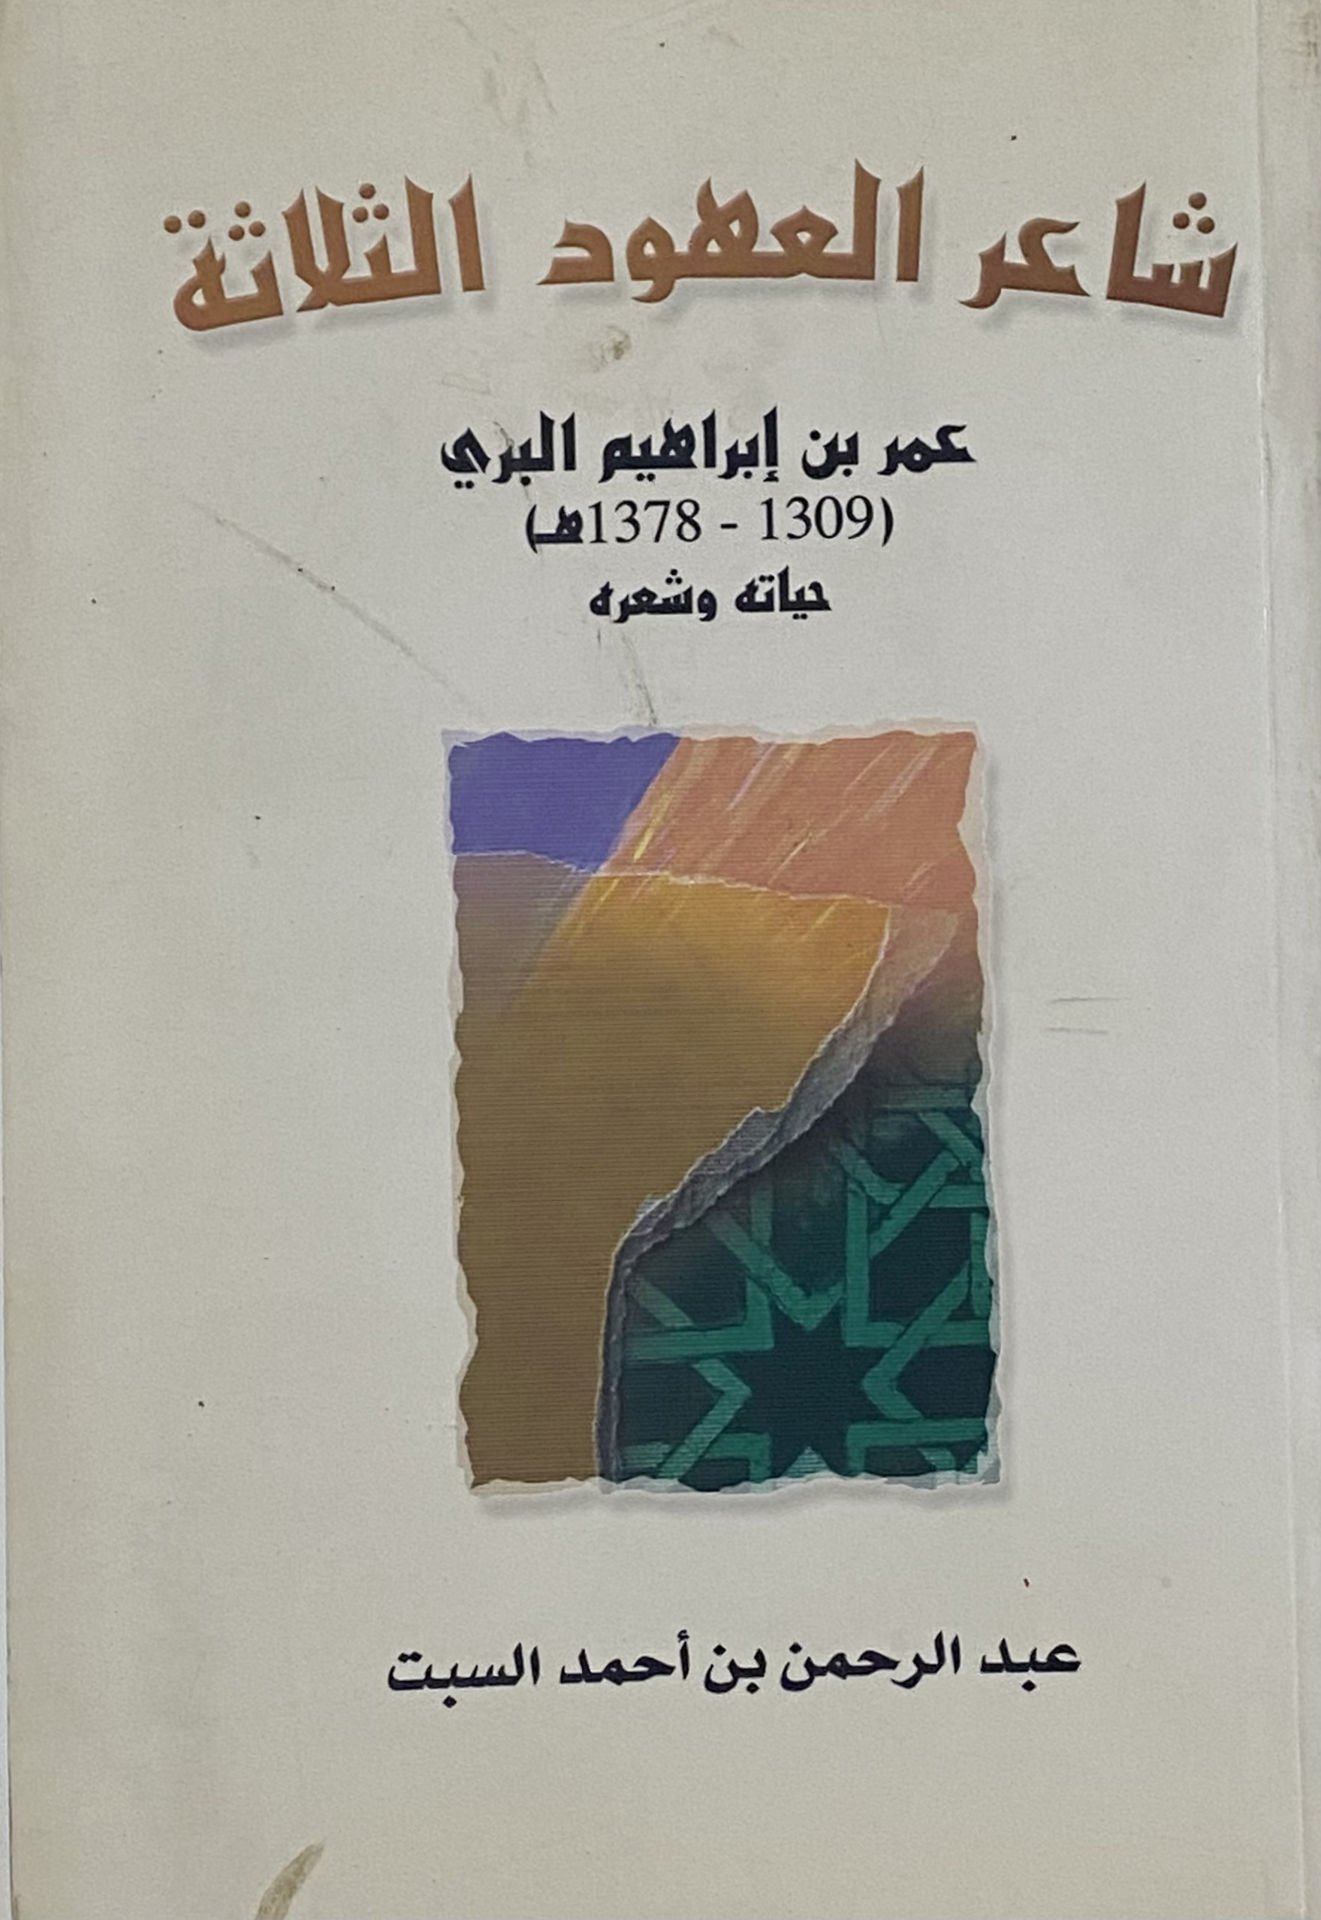 شاعر العهود الثلاثة
عمر بن إبراهيم البري
(1309 - 1378هـ)
حياته وشعره
عبد الرحمن بن أحمد السبت